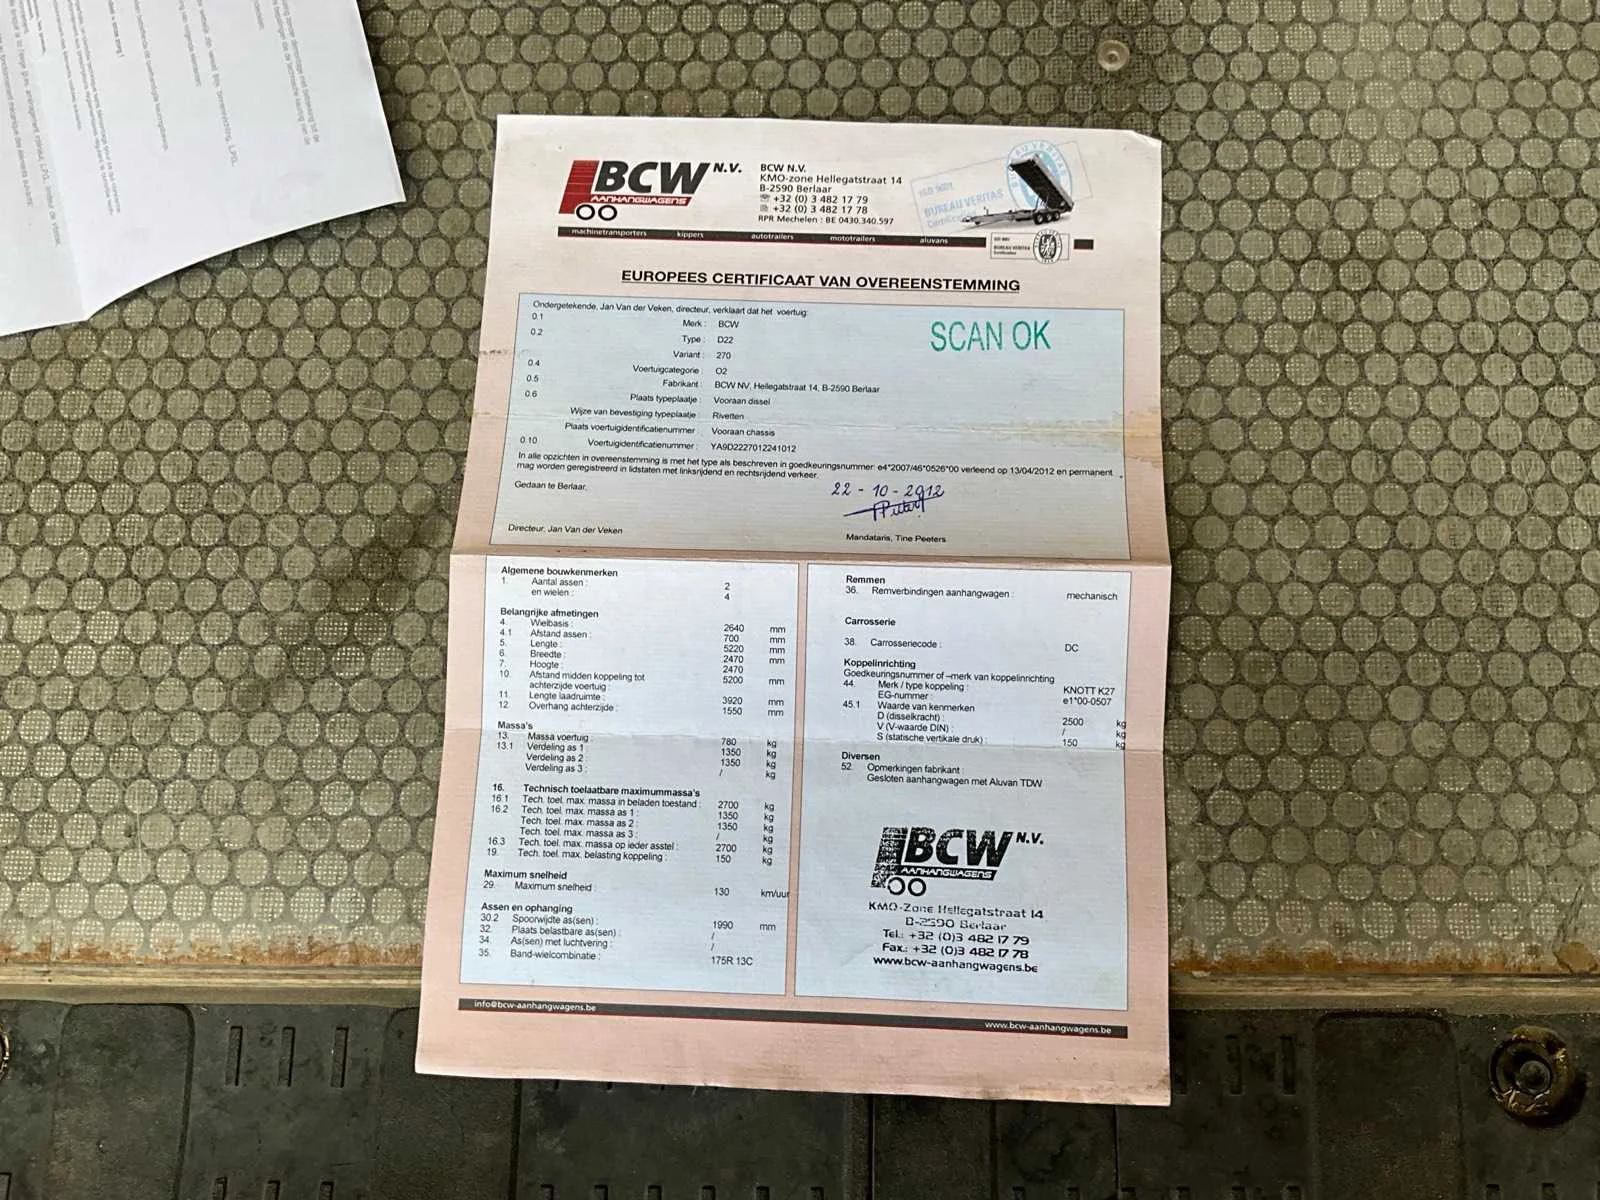 BCW N.V.
AANHANGWAGENS
BCW N.V.
KMO-zone Hellegatstraat 14
B-2590 Berlaar
+32 (0) 3 482 17 79
+32 (0) 3 482 17 78
RPR Mechelen : BE 0430.340.597
ISO 9001
BUREAU VERITAS
machinetransporters kippers autotrailers mototrailers aluvans
EUROPEES CERTIFICAAT VAN OVEREENSTEMMING
Ondergetekende, Jan Van der Veken, directeur, verklaart dat het voertuig:
SCAN OK
0.1 Merk : BCW
0.2 Type : D22
Variant : 270
0.4 Voertuigcategorie : O2
0.5 Fabrikant : BCW NV, Hellegatstraat 14, B-2590 Berlaar
0.6 Plaats typeplaatje : Vooraan dissel
Wijze van bevestiging typeplaatje : Rivetten
Plaats voertuigidentificatienummer : Vooraan chassis
0.10 Voertuigidentificatienummer : YA9D2227012241012
In alle opzichten in overeenstemming is met het type als beschreven in goedkeuringsnummer: e4*2007/46*0526*00 verleend op 13/04/2012 en permanent
mag worden geregistreerd in lidstaten met linksrijdend en rechtsrijdend verkeer.
Gedaan te Berlaar,
22 - 10 - 2012
Directeur, Jan Van der Veken
Mandataris, Tine Peeters
Algemene bouwkenmerken
1. Aantal assen : 2
en wielen : 4
Belangrijke afmetingen
4. Wielbasis : 2640 mm
4.1 Afstand assen : 700 mm
5. Lengte : 5220 mm
6. Breedte : 2470 mm
7. Hoogte : 2470
10. Afstand midden koppeling tot 5200 mm
achterzijde voertuig :
11. Lengte laadruimte : 3920 mm
12. Overhang achterzijde : 1550 mm
Massa's
13. Massa voertuig : 780 kg
13.1 Verdeling as 1 1350 kg
Verdeling as 2 : 1350 kg
Verdeling as 3 : / kg
16. Technisch toelaatbare maximummassa's
16.1 Tech. toel. max. massa in beladen toestand : 2700 kg
16.2 Tech. toel. max. massa as 1 : 1350 kg
Tech. toel. max. massa as 2 : 1350 kg
Tech. toel. max. massa as 3 : / kg
16.3 Tech. toel. max. massa op ieder asstel : 2700 kg
19. Tech. toel. max. belasting koppeling : 150 kg
Maximum snelheid
29. Maximum snelheid : 130 km/uur
Assen en ophanging
30.2 Spoorwijdte as(sen) : 1990 mm
32. Plaats belastbare as(sen) : /
34. As(sen) met luchtvering : /
35. Band-wielcombinatie : 175R 13C
Remmen
36. Remverbindingen aanhangwagen : mechanisch
Carrosserie
38. Carrosseriecode : DC
Koppelinrichting
Goedkeuringsnummer of –merk van koppelinrichting
44. Merk / type koppeling : KNOTT K27
EG-nummer : e1*00-0507
45.1 Waarde van kenmerken
D (disselkracht) : 2500 kg
V (V-waarde DIN) : / kg
S (statische vertikale druk) : 150 kg
Diversen
52. Opmerkingen fabrikant :
Gesloten aanhangwagen met Aluvan TDW
BCW N.V.
AANHANGWAGENS
KMO-Zone Hellegatstraat 14
B-2590 Berlaar
Tel.: +32 (0)3 482 17 79
Fax.: +32 (0)3 482 17 78
www.bcw-aanhangwagens.be
info@bcw-aanhangwagens.be
www.bcw-aanhangwagens.be